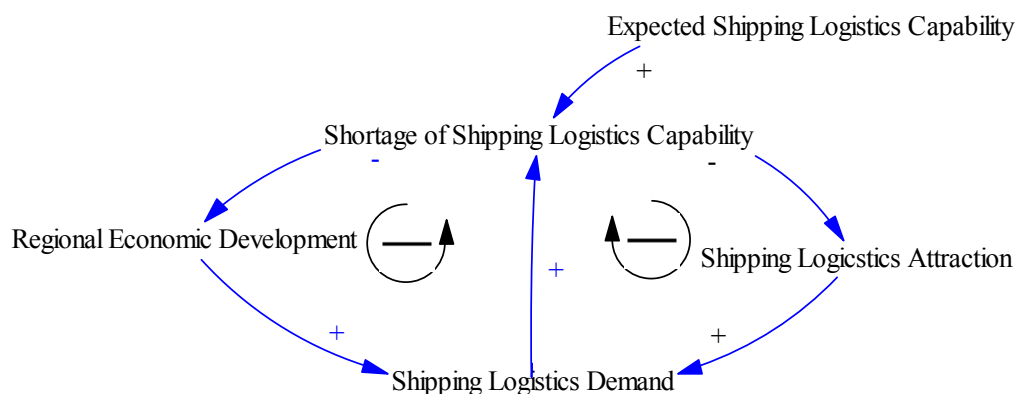 Expected Shipping Logistics Capability
+
Shortage of Shipping Logistics Capability
-
-
Regional Economic Development
Shipping Logicstics Attraction
+
+
+
Shipping Logistics Demand